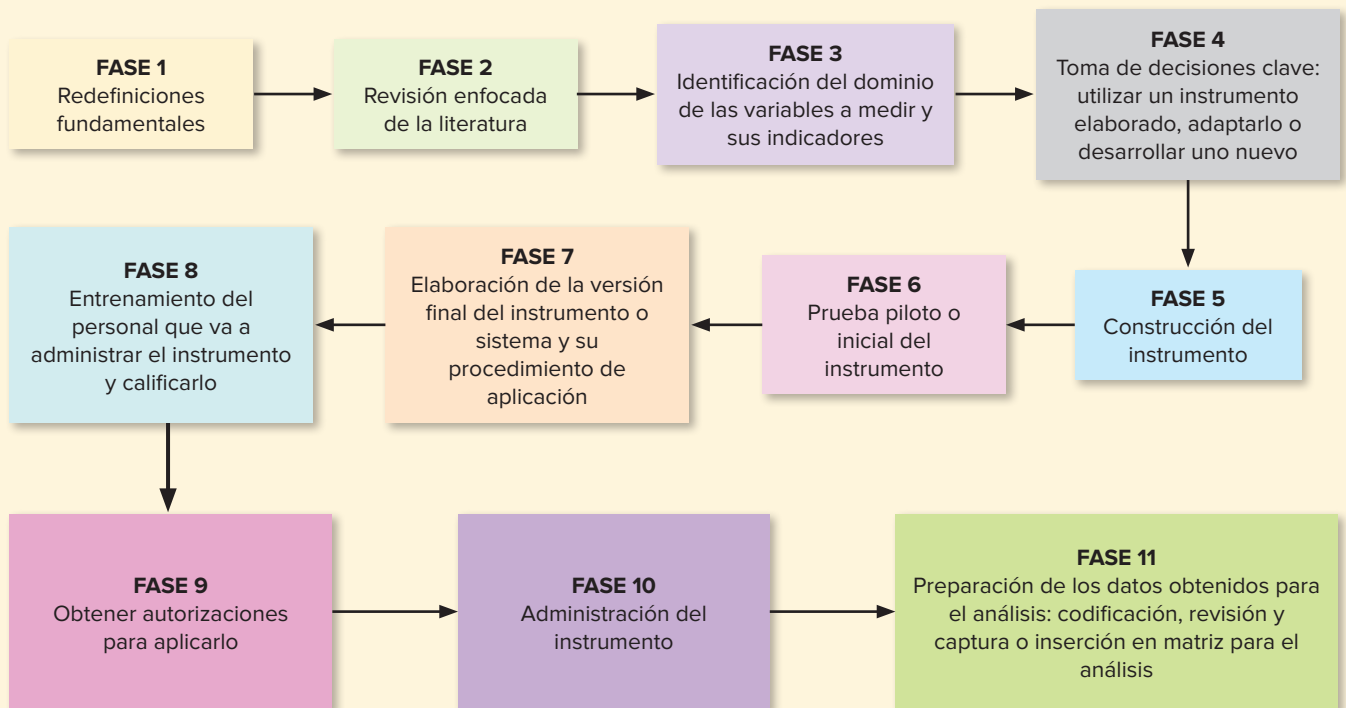 FASE 1
Redefiniciones
fundamentales
FASE 2
Revisión enfocada
de la literatura
FASE 3
Identificación del dominio
de las variables a medir y
sus indicadores
FASE 4
Toma de decisiones clave:
utilizar un instrumento
elaborado, adaptarlo o
desarrollar uno nuevo
FASE 5
Construcción del
instrumento
FASE 6
Prueba piloto o
inicial del
instrumento
FASE 7
Elaboración de la versión
final del instrumento o
sistema y su
procedimiento de
aplicación
FASE 8
Entrenamiento del
personal que va a
administrar el instrumento
y calificarlo
FASE 9
Obtener autorizaciones
para aplicarlo
FASE 10
Administración del
instrumento
FASE 11
Preparación de los datos obtenidos para
el análisis: codificación, revisión y
captura o inserción en matriz para el
análisis